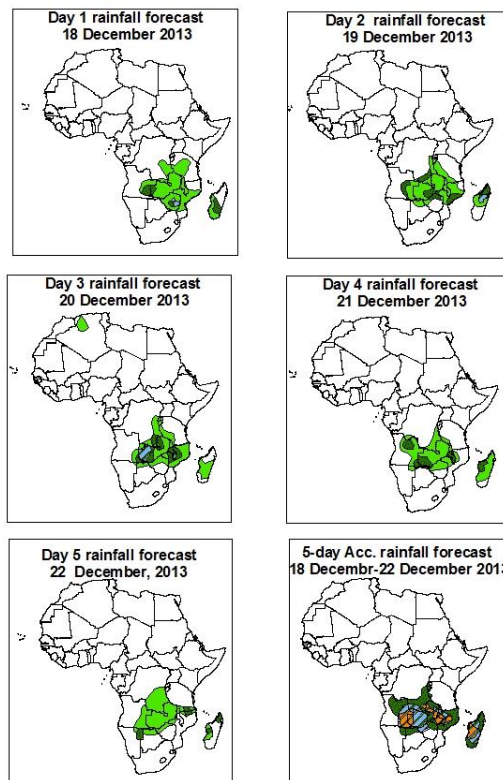 Day 1 rainfall forecast
18 December 2013
Day 2 rainfall forecast
19 December 2013
Day 3 rainfall forecast
20 December 2013
Day 4 rainfall forecast
21 December 2013
Day 5 rainfall forecast
22 December, 2013
5-day Acc. rainfall forecast
18 Decembr-22 December 2013